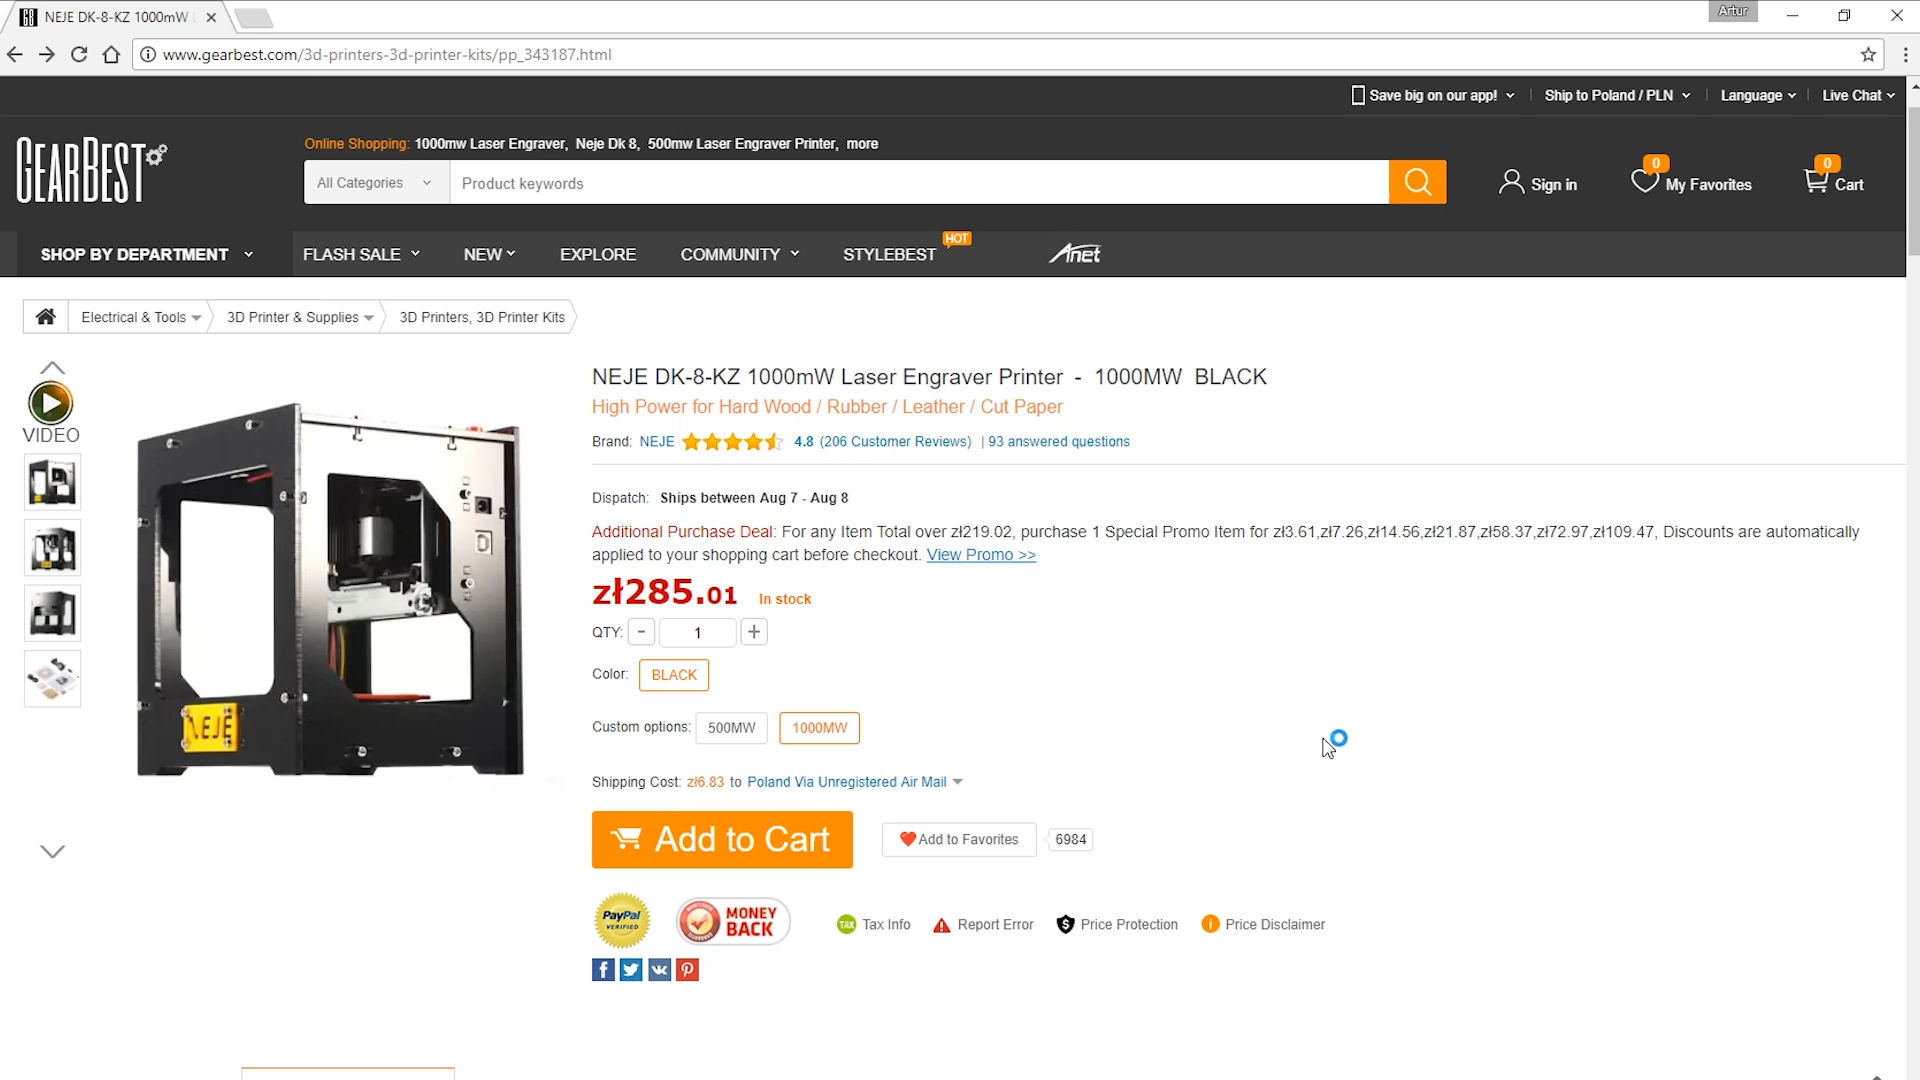 NEJE DK-8-KZ 1000mW
Artur
www.gearbest.com/3d-printers-3d-printer-kits/pp_343187.html
Save big on our app! Ship to Poland / PLN Language Live Chat
GEARBEST
Online Shopping: 1000mw Laser Engraver, Neje Dk 8, 500mw Laser Engraver Printer, more
All Categories Product keywords
Sign in
0 My Favorites
0 Cart
SHOP BY DEPARTMENT FLASH SALE NEW EXPLORE COMMUNITY STYLEBEST HOT Anet
Electrical & Tools 3D Printer & Supplies 3D Printers, 3D Printer Kits
VIDEO
NEJE
NEJE DK-8-KZ 1000mW Laser Engraver Printer - 1000MW BLACK
High Power for Hard Wood / Rubber / Leather / Cut Paper
Brand: NEJE 4.8 (206 Customer Reviews) | 93 answered questions
Dispatch: Ships between Aug 7 - Aug 8
Additional Purchase Deal: For any Item Total over zł219.02, purchase 1 Special Promo Item for zł3.61,zł7.26,zł14.56,zł21.87,zł58.37,zł72.97,zł109.47, Discounts are automatically
applied to your shopping cart before checkout. View Promo >>
zł285.01 In stock
QTY: - 1 +
Color: BLACK
Custom options: 500MW 1000MW
Shipping Cost: zł6.83 to Poland Via Unregistered Air Mail
Add to Cart Add to Favorites 6984
PayPal
VERIFIED
MONEY
BACK
TAX Tax Info Report Error $ Price Protection Price Disclaimer